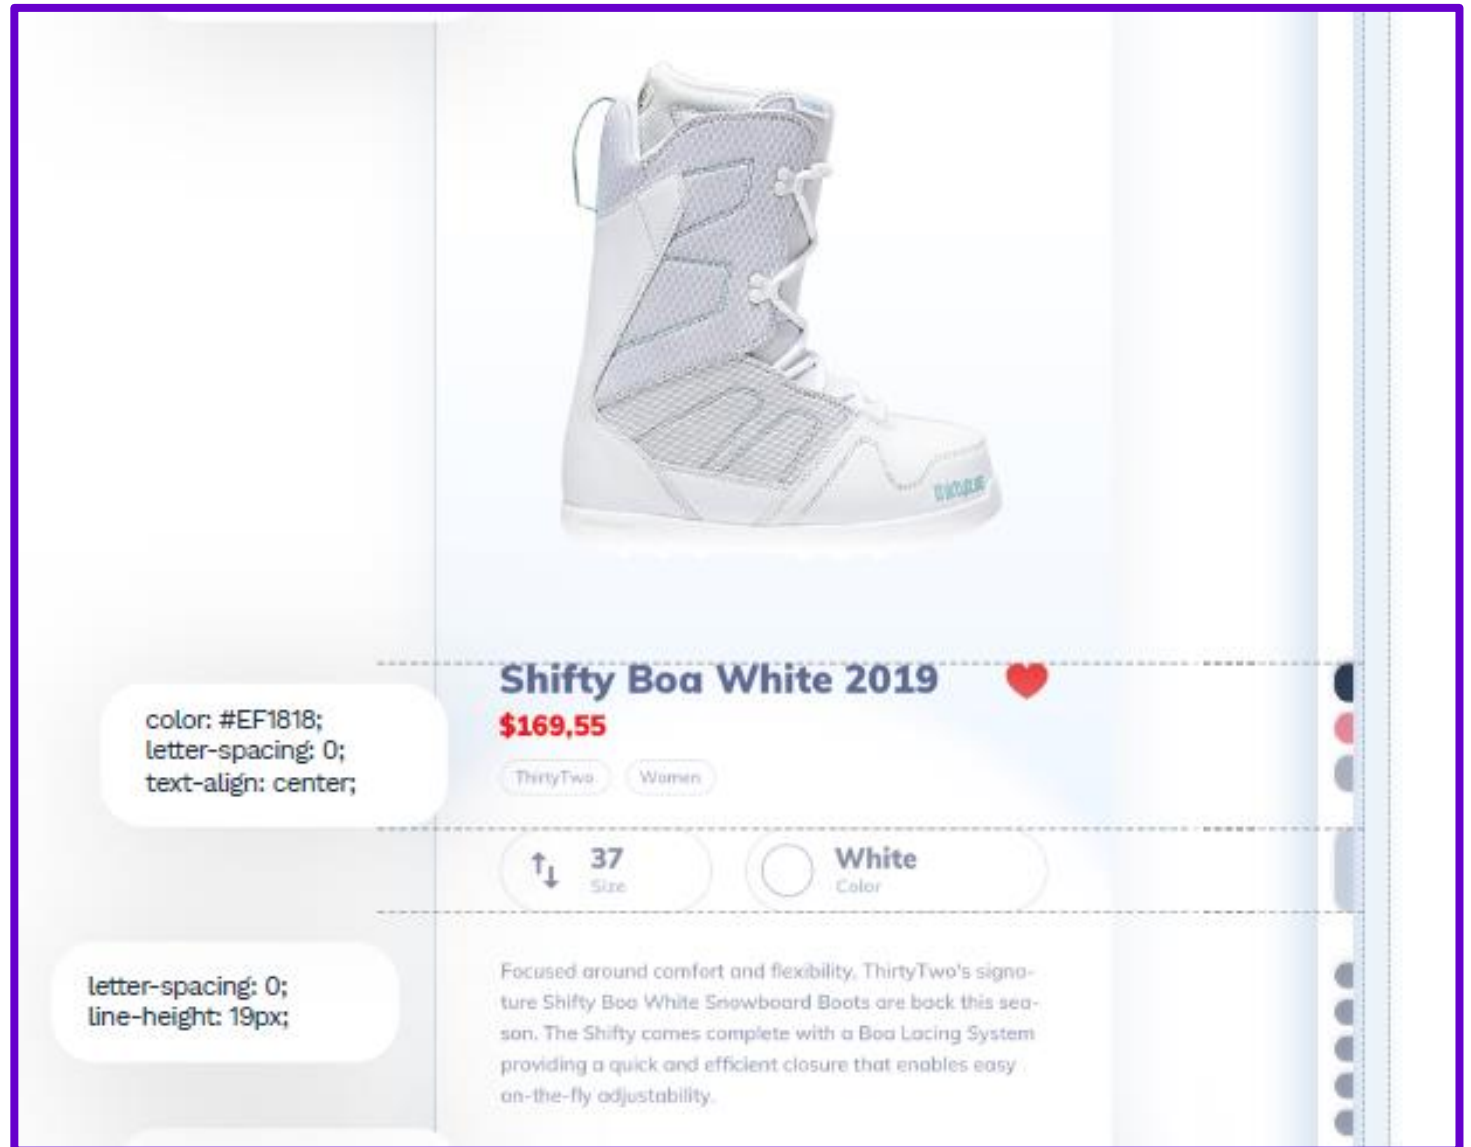 Shifty Boa White 2019
$169,55
ThirtyTwo
Women
color: #EF1818;
letter-spacing: 0;
text-align: center;
37
Size
White
Color
letter-spacing: 0;
line-height: 19px;
Focused around comfort and flexibility, ThirtyTwo's signa-
ture Shifty Boa White Snowboard Boots are back this sea-
son. The Shifty comes complete with a Boa Lacing System
providing a quick and efficient closure that enables easy
on-the-fly adjustability.